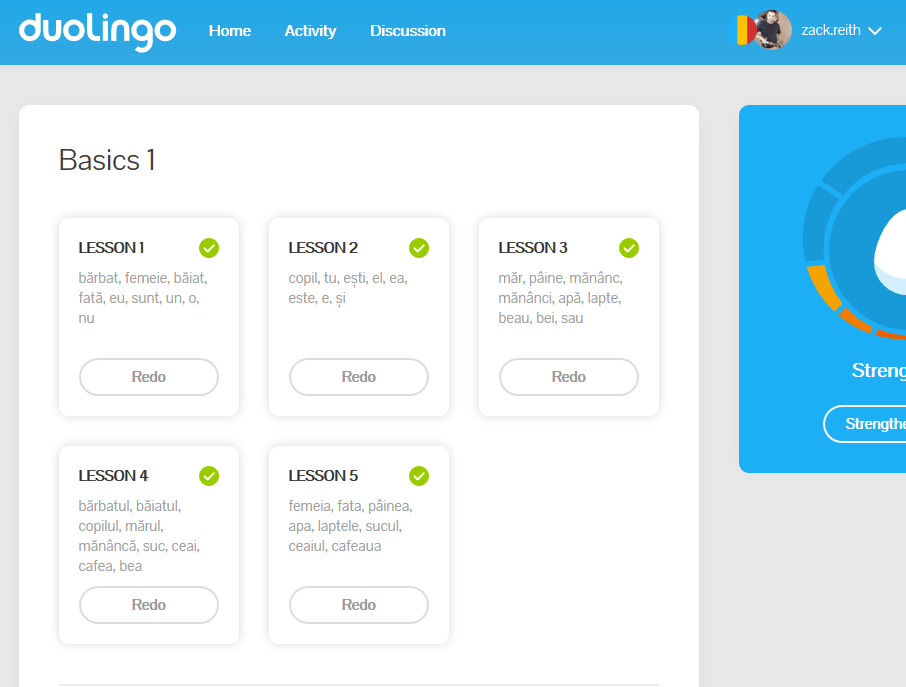 duolingo
Home
Activity
Discussion
zack.reith
Basics 1
LESSON 1
bărbat, femeie, băiat,
fată, eu, sunt, un, o,
nu
Redo
LESSON 2
copil, tu, ești, el, ea,
este, e, și
Redo
LESSON 3
măr, pâine, mănânc,
mănânci, apă, lapte,
beau, bei, sau
Redo
LESSON 4
bărbatul, băiatul,
copilul, mărul,
mănâncă, suc, ceai,
cafea, bea
Redo
LESSON 5
femeia, fata, pâinea,
apa, laptele, sucul,
ceaiul, cafeaua
Redo